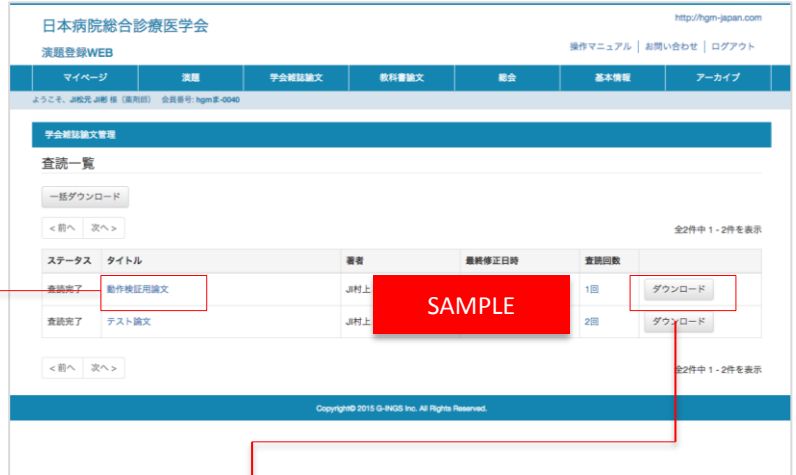 日本病院総合診療医学会
http://hgm-japan.com
演題登録WEB
操作マニュアル | お問い合わせ | ログアウト
マイページ 演題 学会雑誌論文 教科書論文 総会 基本情報 アーカイブ
ようこそ、JI松元 JI彬 様（薬剤師） 会員番号: hgmま-0040
学会雑誌論文管理
査読一覧
一括ダウンロード
<前へ 次へ>
全2件中 1 - 2件を表示
ステータス タイトル 著者 最終修正日時 査読回数
査読完了 動作検証用論文 JI村上 1回 ダウンロード
SAMPLE
査読完了 テスト論文 JI村上 2回 ダウンロード
<前へ 次へ>
全2件中 1 - 2件を表示
Copyright© 2015 G-INGS Inc. All Rights Reserved.